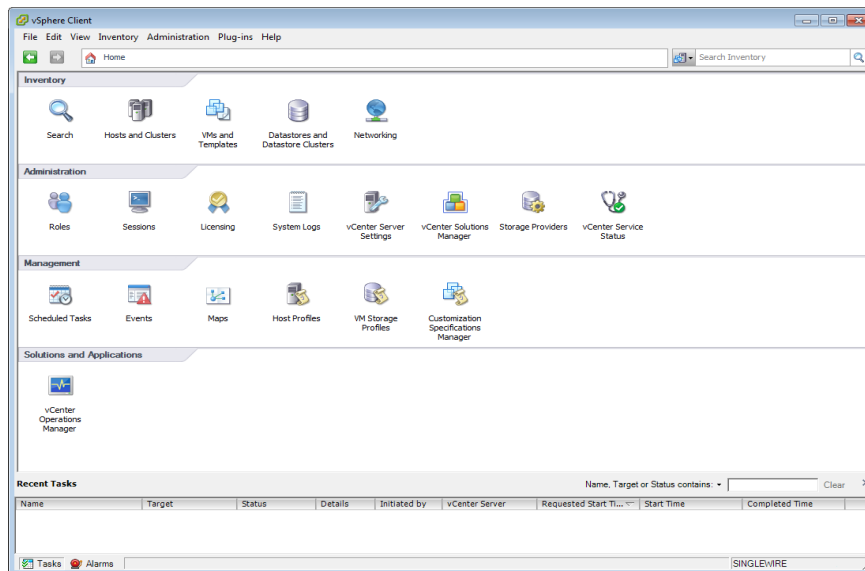 vSphere Client
File Edit View Inventory Administration Plug-ins Help
Home
Search Inventory
Inventory
Search Hosts and Clusters VMs and Templates Datastores and Datastore Clusters Networking
Administration
Roles Sessions Licensing System Logs vCenter Server Settings vCenter Solutions Manager Storage Providers vCenter Service Status
Management
Scheduled Tasks Events Maps Host Profiles VM Storage Profiles Customization Specifications Manager
Solutions and Applications
vCenter Operations Manager
Recent Tasks Name, Target or Status contains: Clear
Name Target Status Details Initiated by vCenter Server Requested Start Ti... Start Time Completed Time
Tasks Alarms SINGLEWIRE